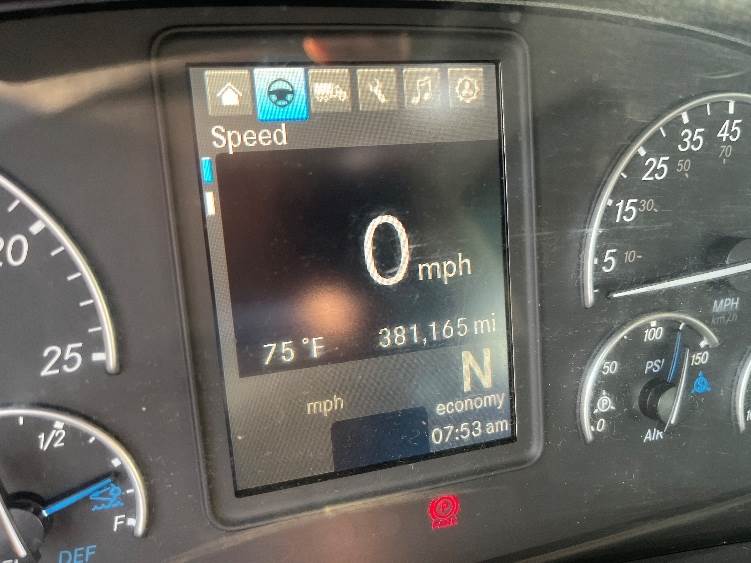 Speed
0 mph
75 °F 381,165 mi
N
mph economy
07:53 am
20
25
1/2
F
DEF
5 10
15 30
25 50
35 70
45
MPH
km/h
0
50
100
150
PSI
AIR
P